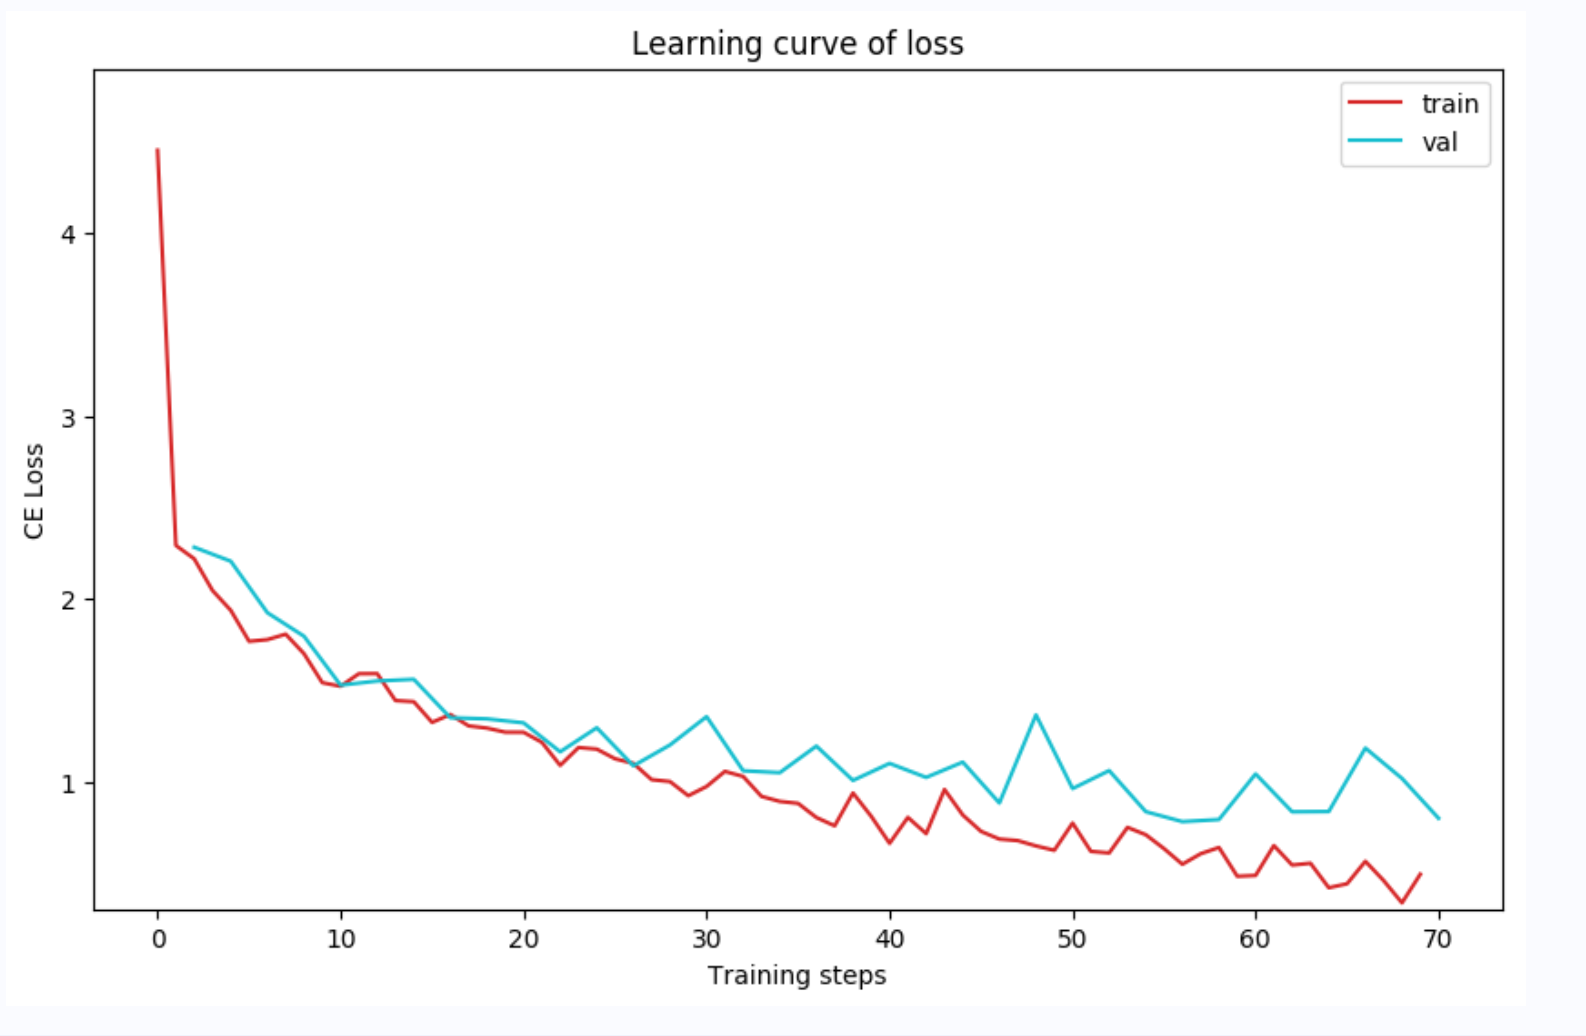 Learning curve of loss
train
val
4
3
2
1
CE Loss
0 10 20 30 40 50 60 70
Training steps